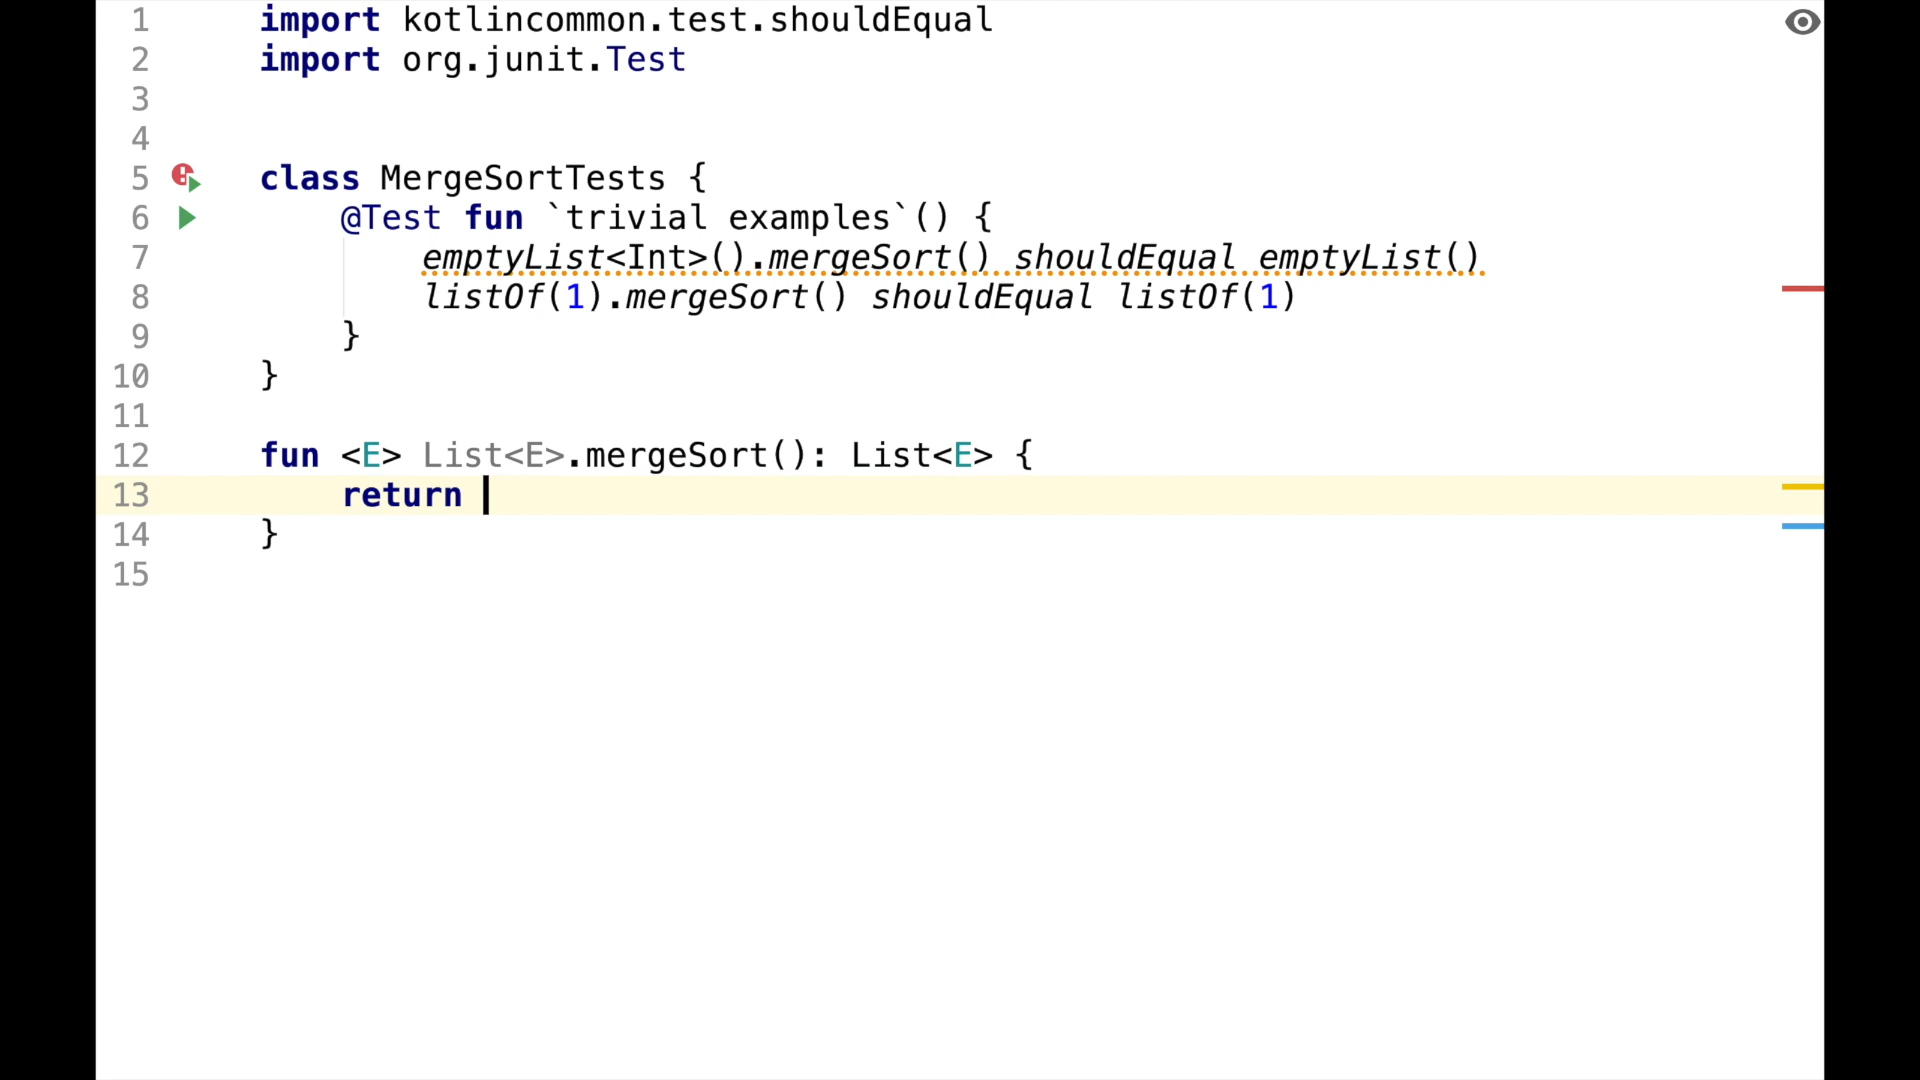 1 import kotlincommon.test.shouldEqual
2 import org.junit.Test
3
4
5 class MergeSortTests {
6     @Test fun `trivial examples`() {
7         emptyList<Int>().mergeSort() shouldEqual emptyList()
8         listOf(1).mergeSort() shouldEqual listOf(1)
9     }
10 }
11
12 fun <E> List<E>.mergeSort(): List<E> {
13     return
14 }
15